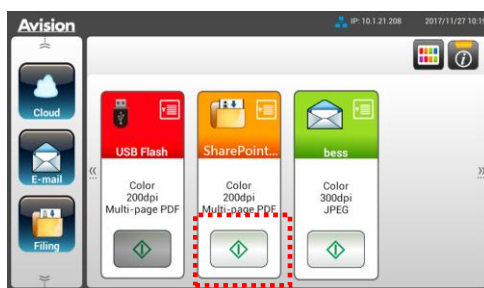 Avision
IP: 10.1.21.208 2017/11/27 10:19
Cloud
E-mail
Filing
USB Flash
Color
200dpi
Multi-page PDF
SharePoint...
Color
200dpi
Multi-page PDF
bess
Color
300dpi
JPEG